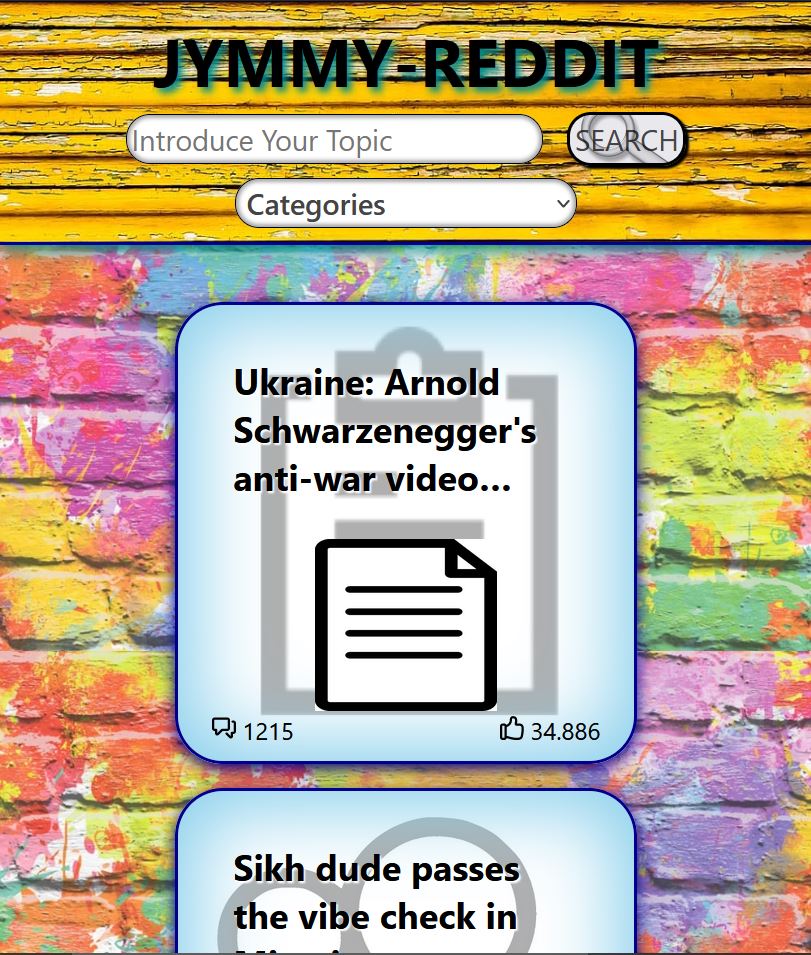 JYMMY-REDDIT
Introduce Your Topic
SEARCH
Categories
Ukraine: Arnold
Schwarzenegger's
anti-war video...
1215
34.886
Sikh dude passes
the vibe check in